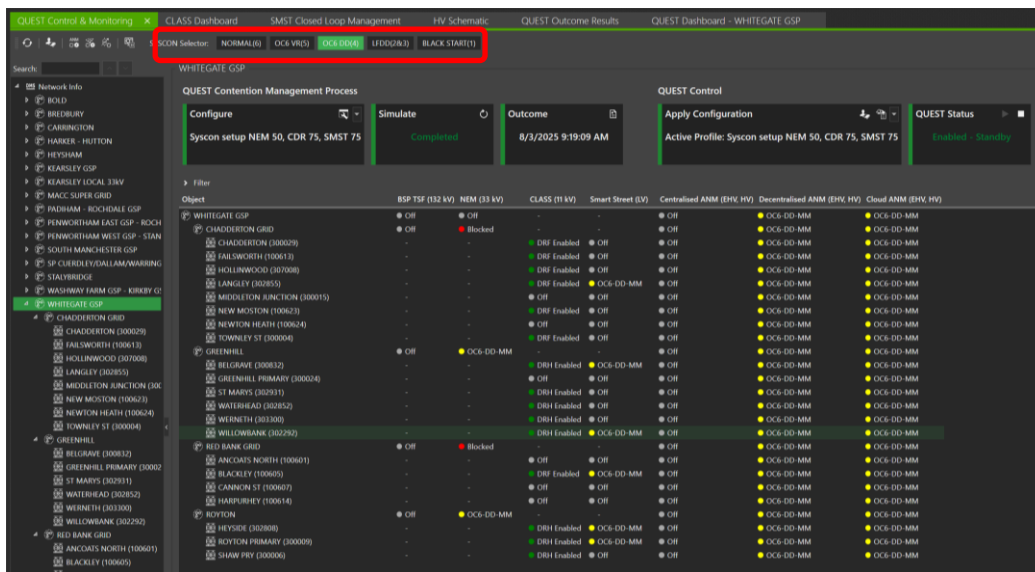 QUEST Control & Monitoring × CLASS Dashboard SMST Closed Loop Management HV Schematic QUEST Outcome Results QUEST Dashboard - WHITEGATE GSP
SCON Selector: NORMAL(6) OC6 VR(5) OC6 DD(4) LFDD(2&3) BLACK START(1)
Search:
WHITEGATE GSP
Network Info
BOLD
BREDBURY
CARRINGTON
HARKER - HUTTON
HEYSHAM
KEARSLEY GSP
KEARSLEY LOCAL 33kV
MACC SUPER GRID
PADIHAM - ROCHDALE GSP
PENWORTHAM EAST GSP - ROCH
PENWORTHAM WEST GSP - STAN
SOUTH MANCHESTER GSP
SP CUERDLEY/DALLAM/WARRING
STALYBRIDGE
WASHWAY FARM GSP - KIRKBY G
WHITEGATE GSP
CHADDERTON GRID
CHADDERTON (300029)
FAILSWORTH (100613)
HOLLINWOOD (307008)
LANGLEY (302855)
MIDDLETON JUNCTION (30C
NEW MOSTON (100623)
NEWTON HEATH (100624)
TOWNLEY ST (300004)
GREENHILL
BELGRAVE (300832)
GREENHILL PRIMARY (30002
ST MARYS (302931)
WATERHEAD (302852)
WERNETH (303300)
WILLOWBANK (302292)
RED BANK GRID
ANCOATS NORTH (100601)
BLACKLEY (100605)
QUEST Contention Management Process QUEST Control
Configure Simulate Outcome Apply Configuration QUEST Status
Syscon setup NEM 50, CDR 75, SMST 75 Completed 8/3/2025 9:19:09 AM Active Profile: Syscon setup NEM 50, CDR 75, SMST 75 Enabled - Standby
Filter
Object BSP TSF (132 kV) NEM (33 kV) CLASS (11 kV) Smart Street (LV) Centralised ANM (EHV, HV) Decentralised ANM (EHV, HV) Cloud ANM (EHV, HV)
WHITEGATE GSP Off Off - - Off OC6-DD-MM OC6-DD-MM
CHADDERTON GRID Off Blocked - - Off OC6-DD-MM OC6-DD-MM
CHADDERTON (300029) - - DRF Enabled Off Off OC6-DD-MM OC6-DD-MM
FAILSWORTH (100613) - - DRF Enabled Off Off OC6-DD-MM OC6-DD-MM
HOLLINWOOD (307008) - - DRF Enabled Off Off OC6-DD-MM OC6-DD-MM
LANGLEY (302855) - - DRF Enabled OC6-DD-MM Off OC6-DD-MM OC6-DD-MM
MIDDLETON JUNCTION (300015) - - Off Off Off OC6-DD-MM OC6-DD-MM
NEW MOSTON (100623) - - DRF Enabled Off Off OC6-DD-MM OC6-DD-MM
NEWTON HEATH (100624) - - Off Off Off OC6-DD-MM OC6-DD-MM
TOWNLEY ST (300004) - - DRF Enabled Off Off OC6-DD-MM OC6-DD-MM
GREENHILL Off OC6-DD-MM - - Off OC6-DD-MM OC6-DD-MM
BELGRAVE (300832) - - DRH Enabled OC6-DD-MM Off OC6-DD-MM OC6-DD-MM
GREENHILL PRIMARY (300024) - - Off Off Off OC6-DD-MM OC6-DD-MM
ST MARYS (302931) - - DRH Enabled Off Off OC6-DD-MM OC6-DD-MM
WATERHEAD (302852) - - DRH Enabled Off Off OC6-DD-MM OC6-DD-MM
WERNETH (303300) - - DRH Enabled Off Off OC6-DD-MM OC6-DD-MM
WILLOWBANK (302292) - - DRH Enabled OC6-DD-MM Off OC6-DD-MM OC6-DD-MM
RED BANK GRID Off Blocked - - Off OC6-DD-MM OC6-DD-MM
ANCOATS NORTH (100601) - - Off Off Off OC6-DD-MM OC6-DD-MM
BLACKLEY (100605) - - DRF Enabled OC6-DD-MM Off OC6-DD-MM OC6-DD-MM
CANNON ST (100607) - - Off Off Off OC6-DD-MM OC6-DD-MM
HARPURHEY (100614) - - Off Off Off OC6-DD-MM OC6-DD-MM
ROYTON Off OC6-DD-MM - - Off OC6-DD-MM OC6-DD-MM
HEYSIDE (302808) - - DRH Enabled OC6-DD-MM Off OC6-DD-MM OC6-DD-MM
ROYTON PRIMARY (300009) - - DRH Enabled OC6-DD-MM Off OC6-DD-MM OC6-DD-MM
SHAW PRY (300006) - - DRH Enabled Off Off OC6-DD-MM OC6-DD-MM